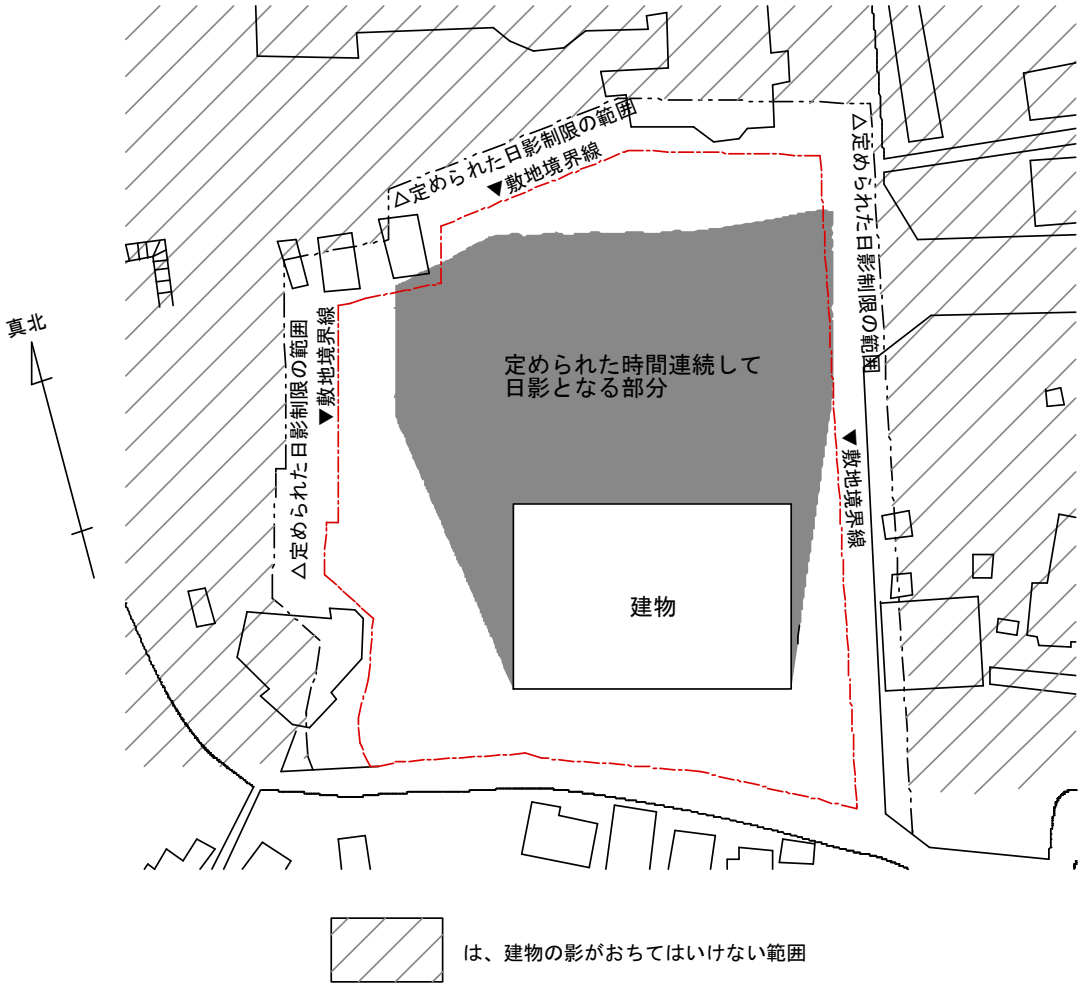 △定められた日影制限の範囲
▼敷地境界線
△定められた日影制限の範囲
真北
△定められた日影制限の範囲
▼敷地境界線
定められた時間連続して
日影となる部分
▼敷地境界線
建物
は、建物の影がおちてはいけない範囲